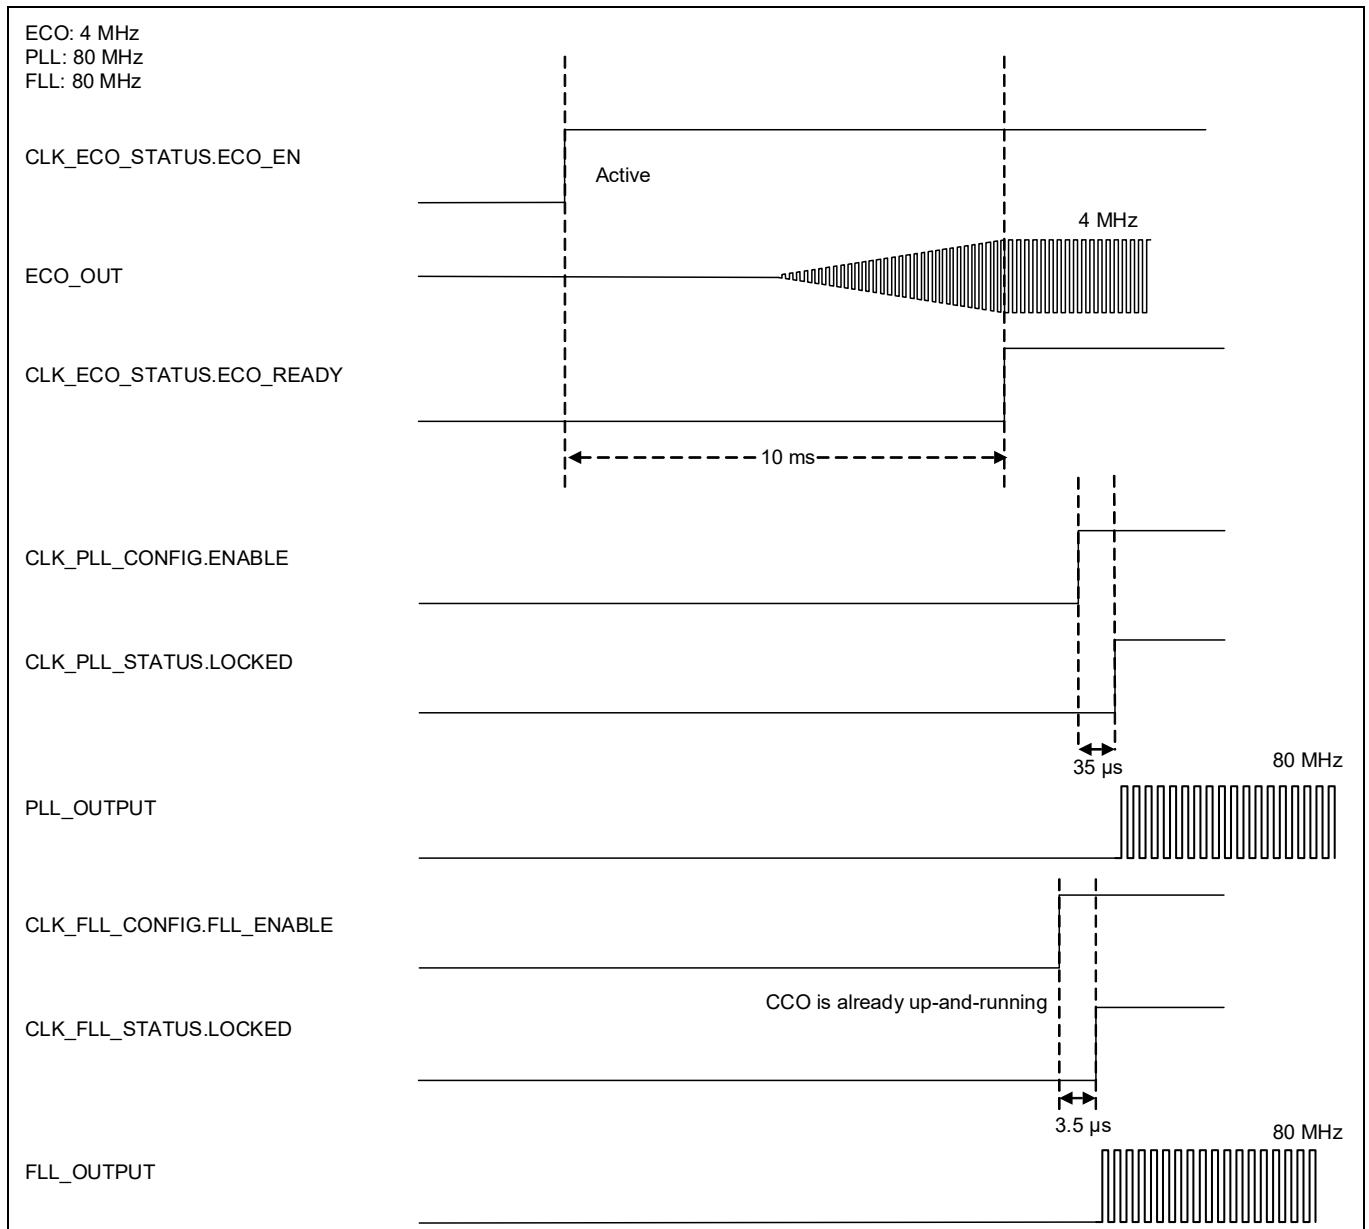 ECO: 4 MHz
PLL: 80 MHz
FLL: 80 MHz
CLK_ECO_STATUS.ECO_EN
Active
4 MHz
ECO_OUT
CLK_ECO_STATUS.ECO_READY
10 ms
CLK_PLL_CONFIG.ENABLE
CLK_PLL_STATUS.LOCKED
35 µs
80 MHz
PLL_OUTPUT
CLK_FLL_CONFIG.FLL_ENABLE
CCO is already up-and-running
CLK_FLL_STATUS.LOCKED
3.5 µs
80 MHz
FLL_OUTPUT